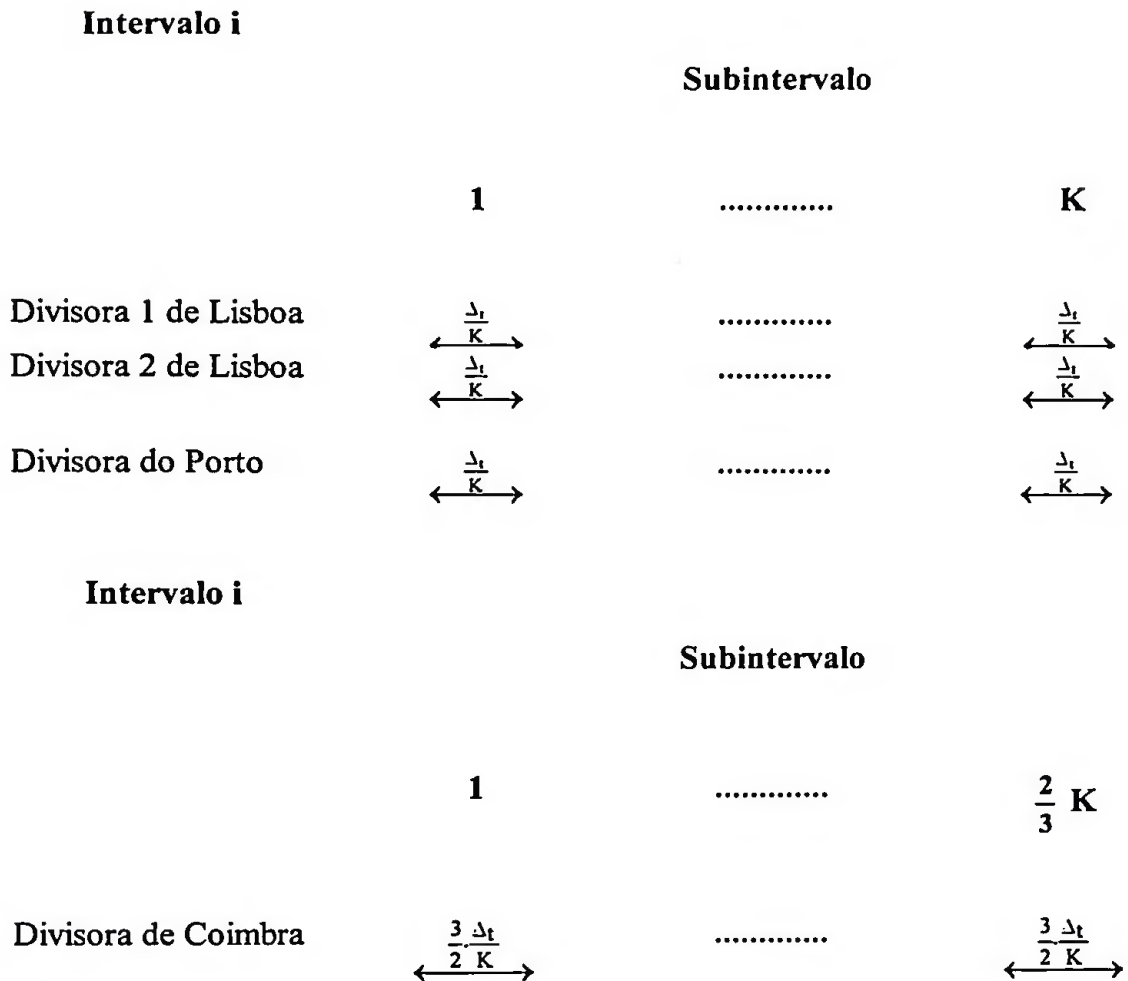 Intervalo i
Subintervalo
1 ............. K
Divisora 1 de Lisboa Δt/K ............. Δt/K
Divisora 2 de Lisboa Δt/K ............. Δt/K
Divisora do Porto Δt/K ............. Δt/K
Intervalo i
Subintervalo
1 ............. 2/3 K
Divisora de Coimbra 3/2 · Δt/K ............. 3/2 · Δt/K